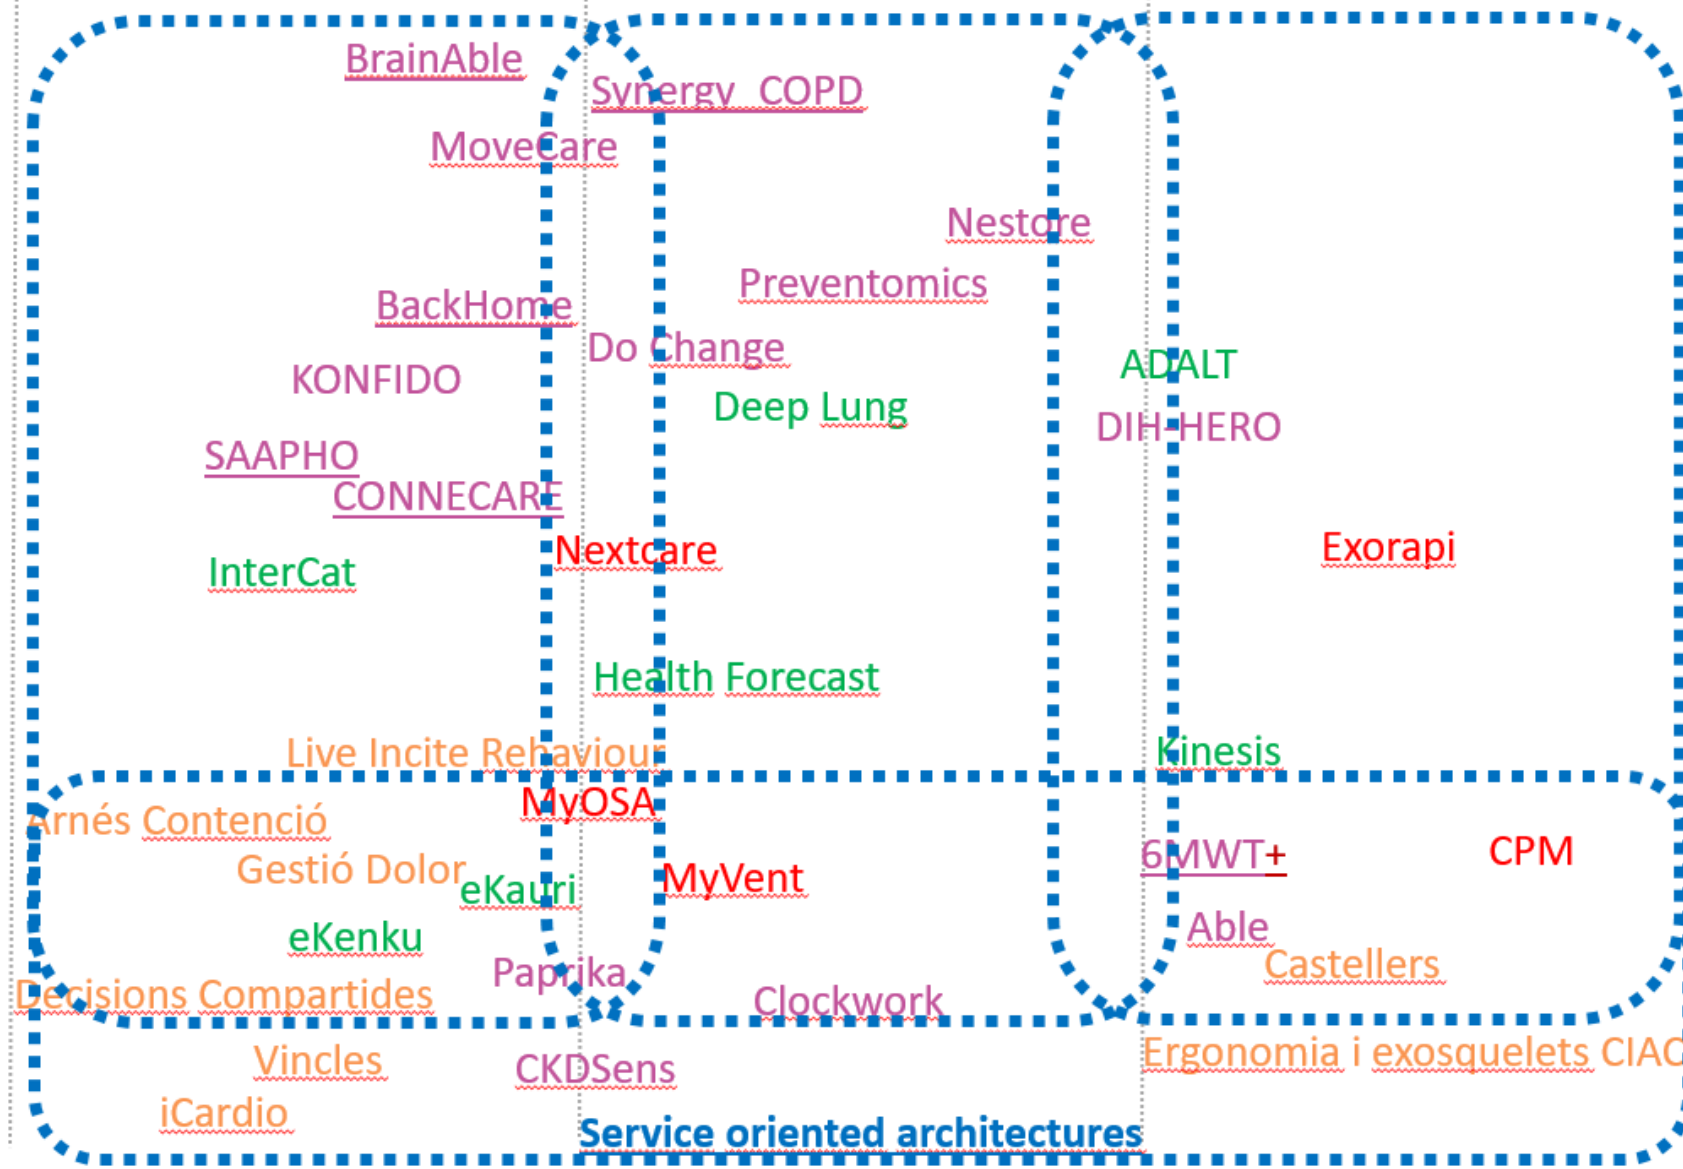 BrainAble
Synergy COPD
MoveCare
Nestore
Preventomics
BackHome
Do Change
ADALT
KONFIDO
Deep Lung
DIH-HERO
SAAPHO
CONNECARE
Nextcare
Exorapi
InterCat
Health Forecast
Live Incite Rehaviour
Kinesis
MyOSA
Arnés Contenció
6MWT+
CPM
Gestió Dolor
MyVent
eKauri
Able
eKenku
Castellers
Paprika
Decisions Compartides
Clockwork
Ergonomia i exosquelets CIAC
Vincles
CKDSens
iCardio
Service oriented architectures